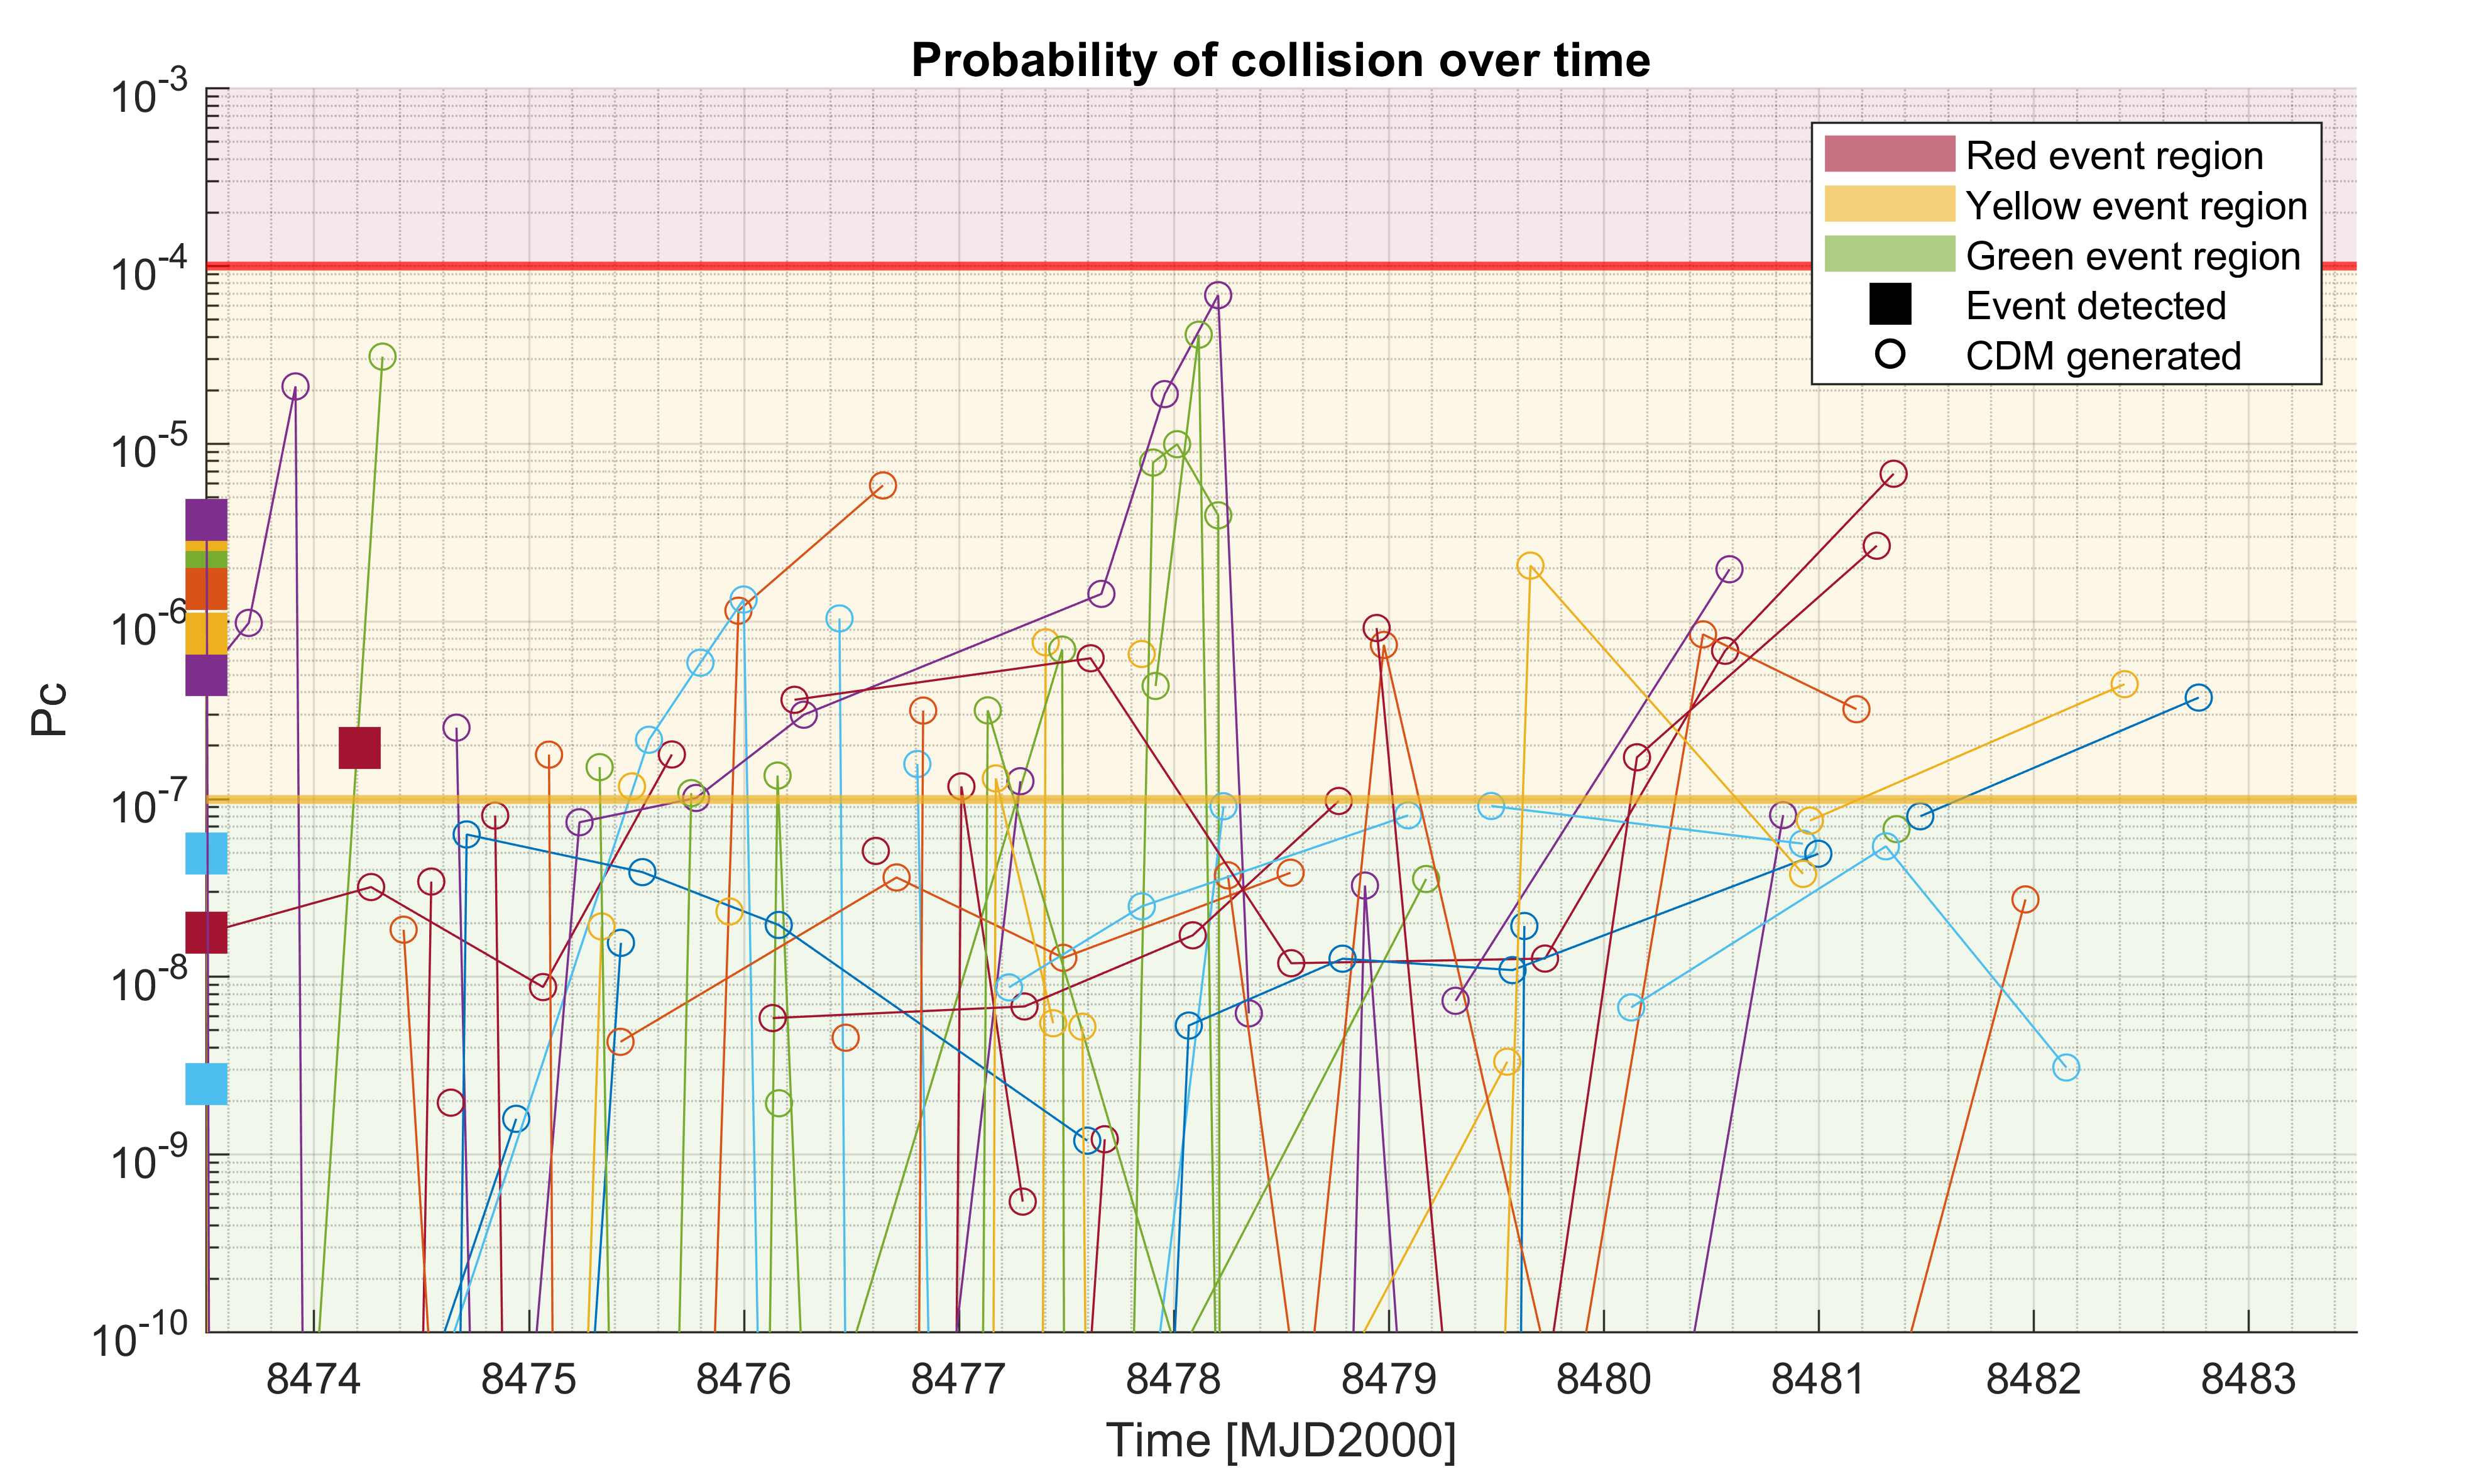 Probability of collision over time
10-3
10-4
10-5
10-6
10-7
10-8
10-9
10-10
Pc
Red event region
Yellow event region
Green event region
Event detected
CDM generated
8474 8475 8476 8477 8478 8479 8480 8481 8482 8483
Time [MJD2000]